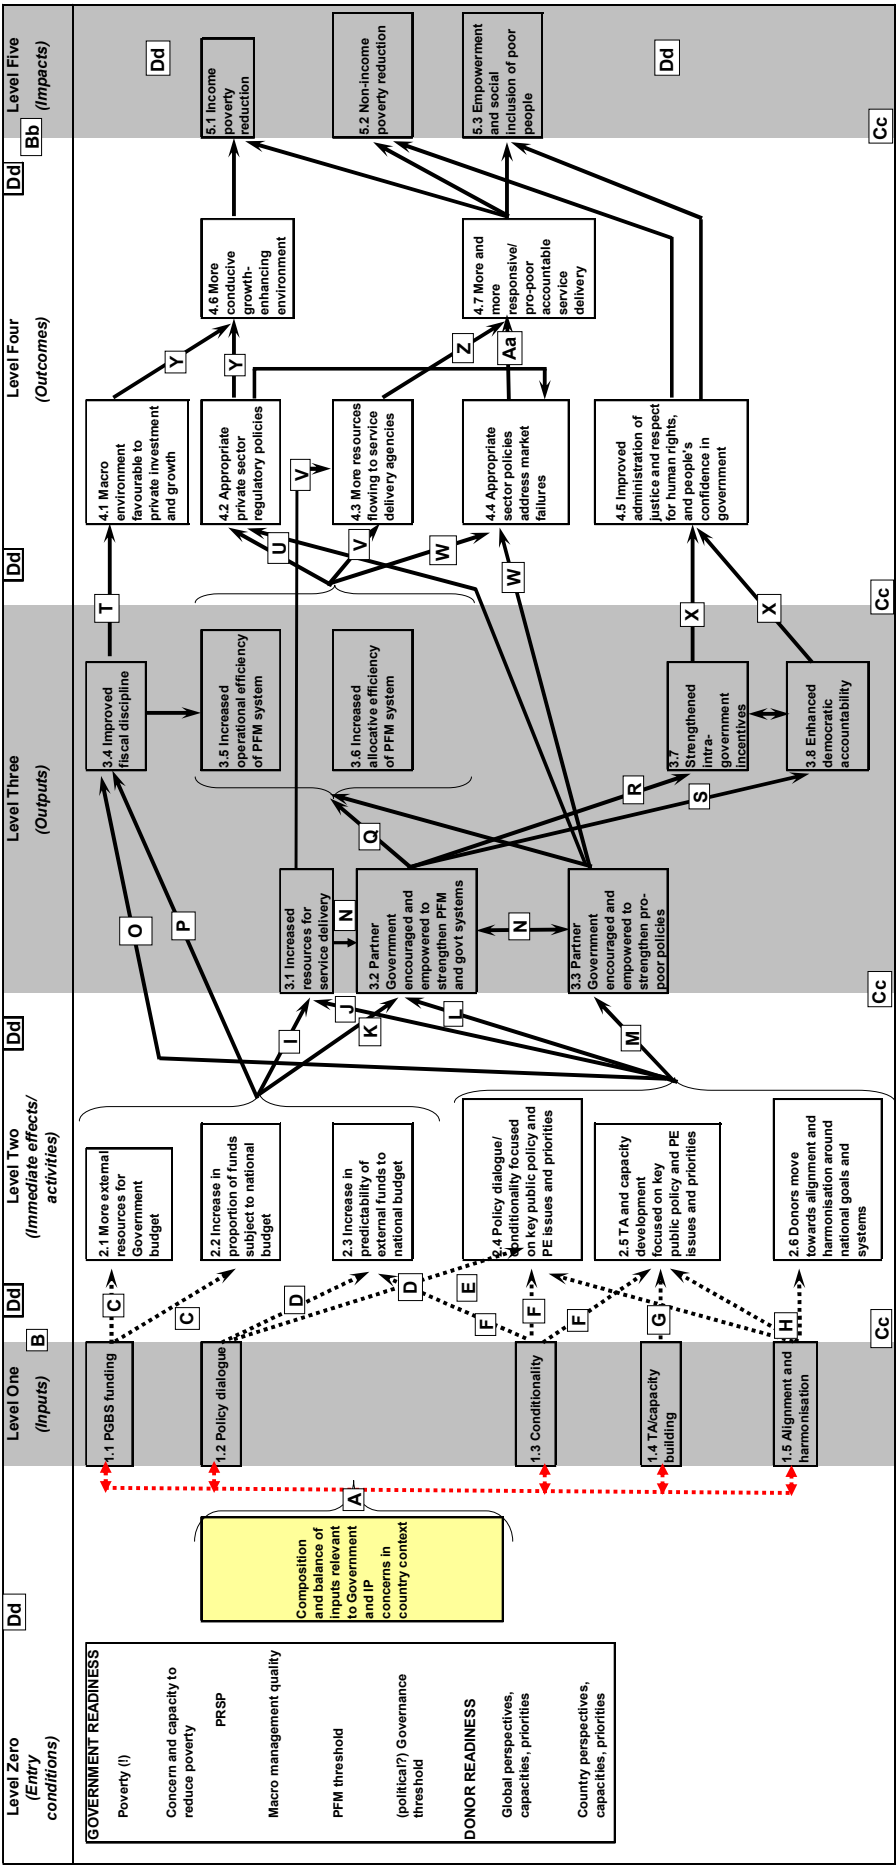 Level Zero
(Entry
conditions)
Dd
Level One
(Inputs)
B
Dd
Level Two
(Immediate effects/
activities)
Dd
Level Three
(Outputs)
Dd
Level Four
(Outcomes)
Dd
Bb
Level Five
(Impacts)
GOVERNMENT READINESS
Poverty (!)
Concern and capacity to
reduce poverty
PRSP
Macro management quality
PFM threshold
(political?) Governance
threshold
DONOR READINESS
Global perspectives,
capacities, priorities
Country perspectives,
capacities, priorities
Composition
and balance of
inputs relevant
to Government
and IP
concerns in
country context
A
1.1 PGBS funding
1.2 Policy dialogue
1.3 Conditionality
1.4 TA/capacity
building
1.5 Alignment and
harmonisation
Cc
C
C
D
D
E
F
F
F
G
H
2.1 More external
resources for
Government
budget
2.2 Increase in
proportion of funds
subject to national
budget
2.3 Increase in
predictability of
external funds to
national budget
2.4 Policy dialogue/
conditionality focused
on key public policy and
PE issues and priorities
2.5 TA and capacity
development
focused on key
public policy and PE
issues and priorities
2.6 Donors move
towards alignment and
harmonisation around
national goals and
systems
O
P
I
J
K
L
M
Cc
3.1 Increased
resources for
service delivery
N
3.2 Partner
Government
encouraged and
empowered to
strengthen PFM
and govt systems
N
3.3 Partner
Government
encouraged and
empowered to
strengthen pro-
poor policies
Q
R
S
3.4 Improved
fiscal discipline
3.5 Increased
operational efficiency
of PFM system
3.6 Increased
allocative efficiency
of PFM system
3.7
Strengthened
intra-
government
incentives
3.8 Enhanced
democratic
accountability
Cc
T
U
V
V
W
W
X
X
4.1 Macro
environment
favourable to
private investment
and growth
4.2 Appropriate
private sector
regulatory policies
4.3 More resources
flowing to service
delivery agencies
4.4 Appropriate
sector policies
address market
failures
4.5 Improved
administration of
justice and respect
for human rights,
and people's
confidence in
government
Y
Y
Z
Aa
4.6 More
conducive
growth-
enhancing
environment
4.7 More and
more
responsive/
pro-poor
accountable
service
delivery
Dd
5.1 Income
poverty
reduction
5.2 Non-income
poverty reduction
5.3 Empowerment
and social
inclusion of poor
people
Dd
Cc